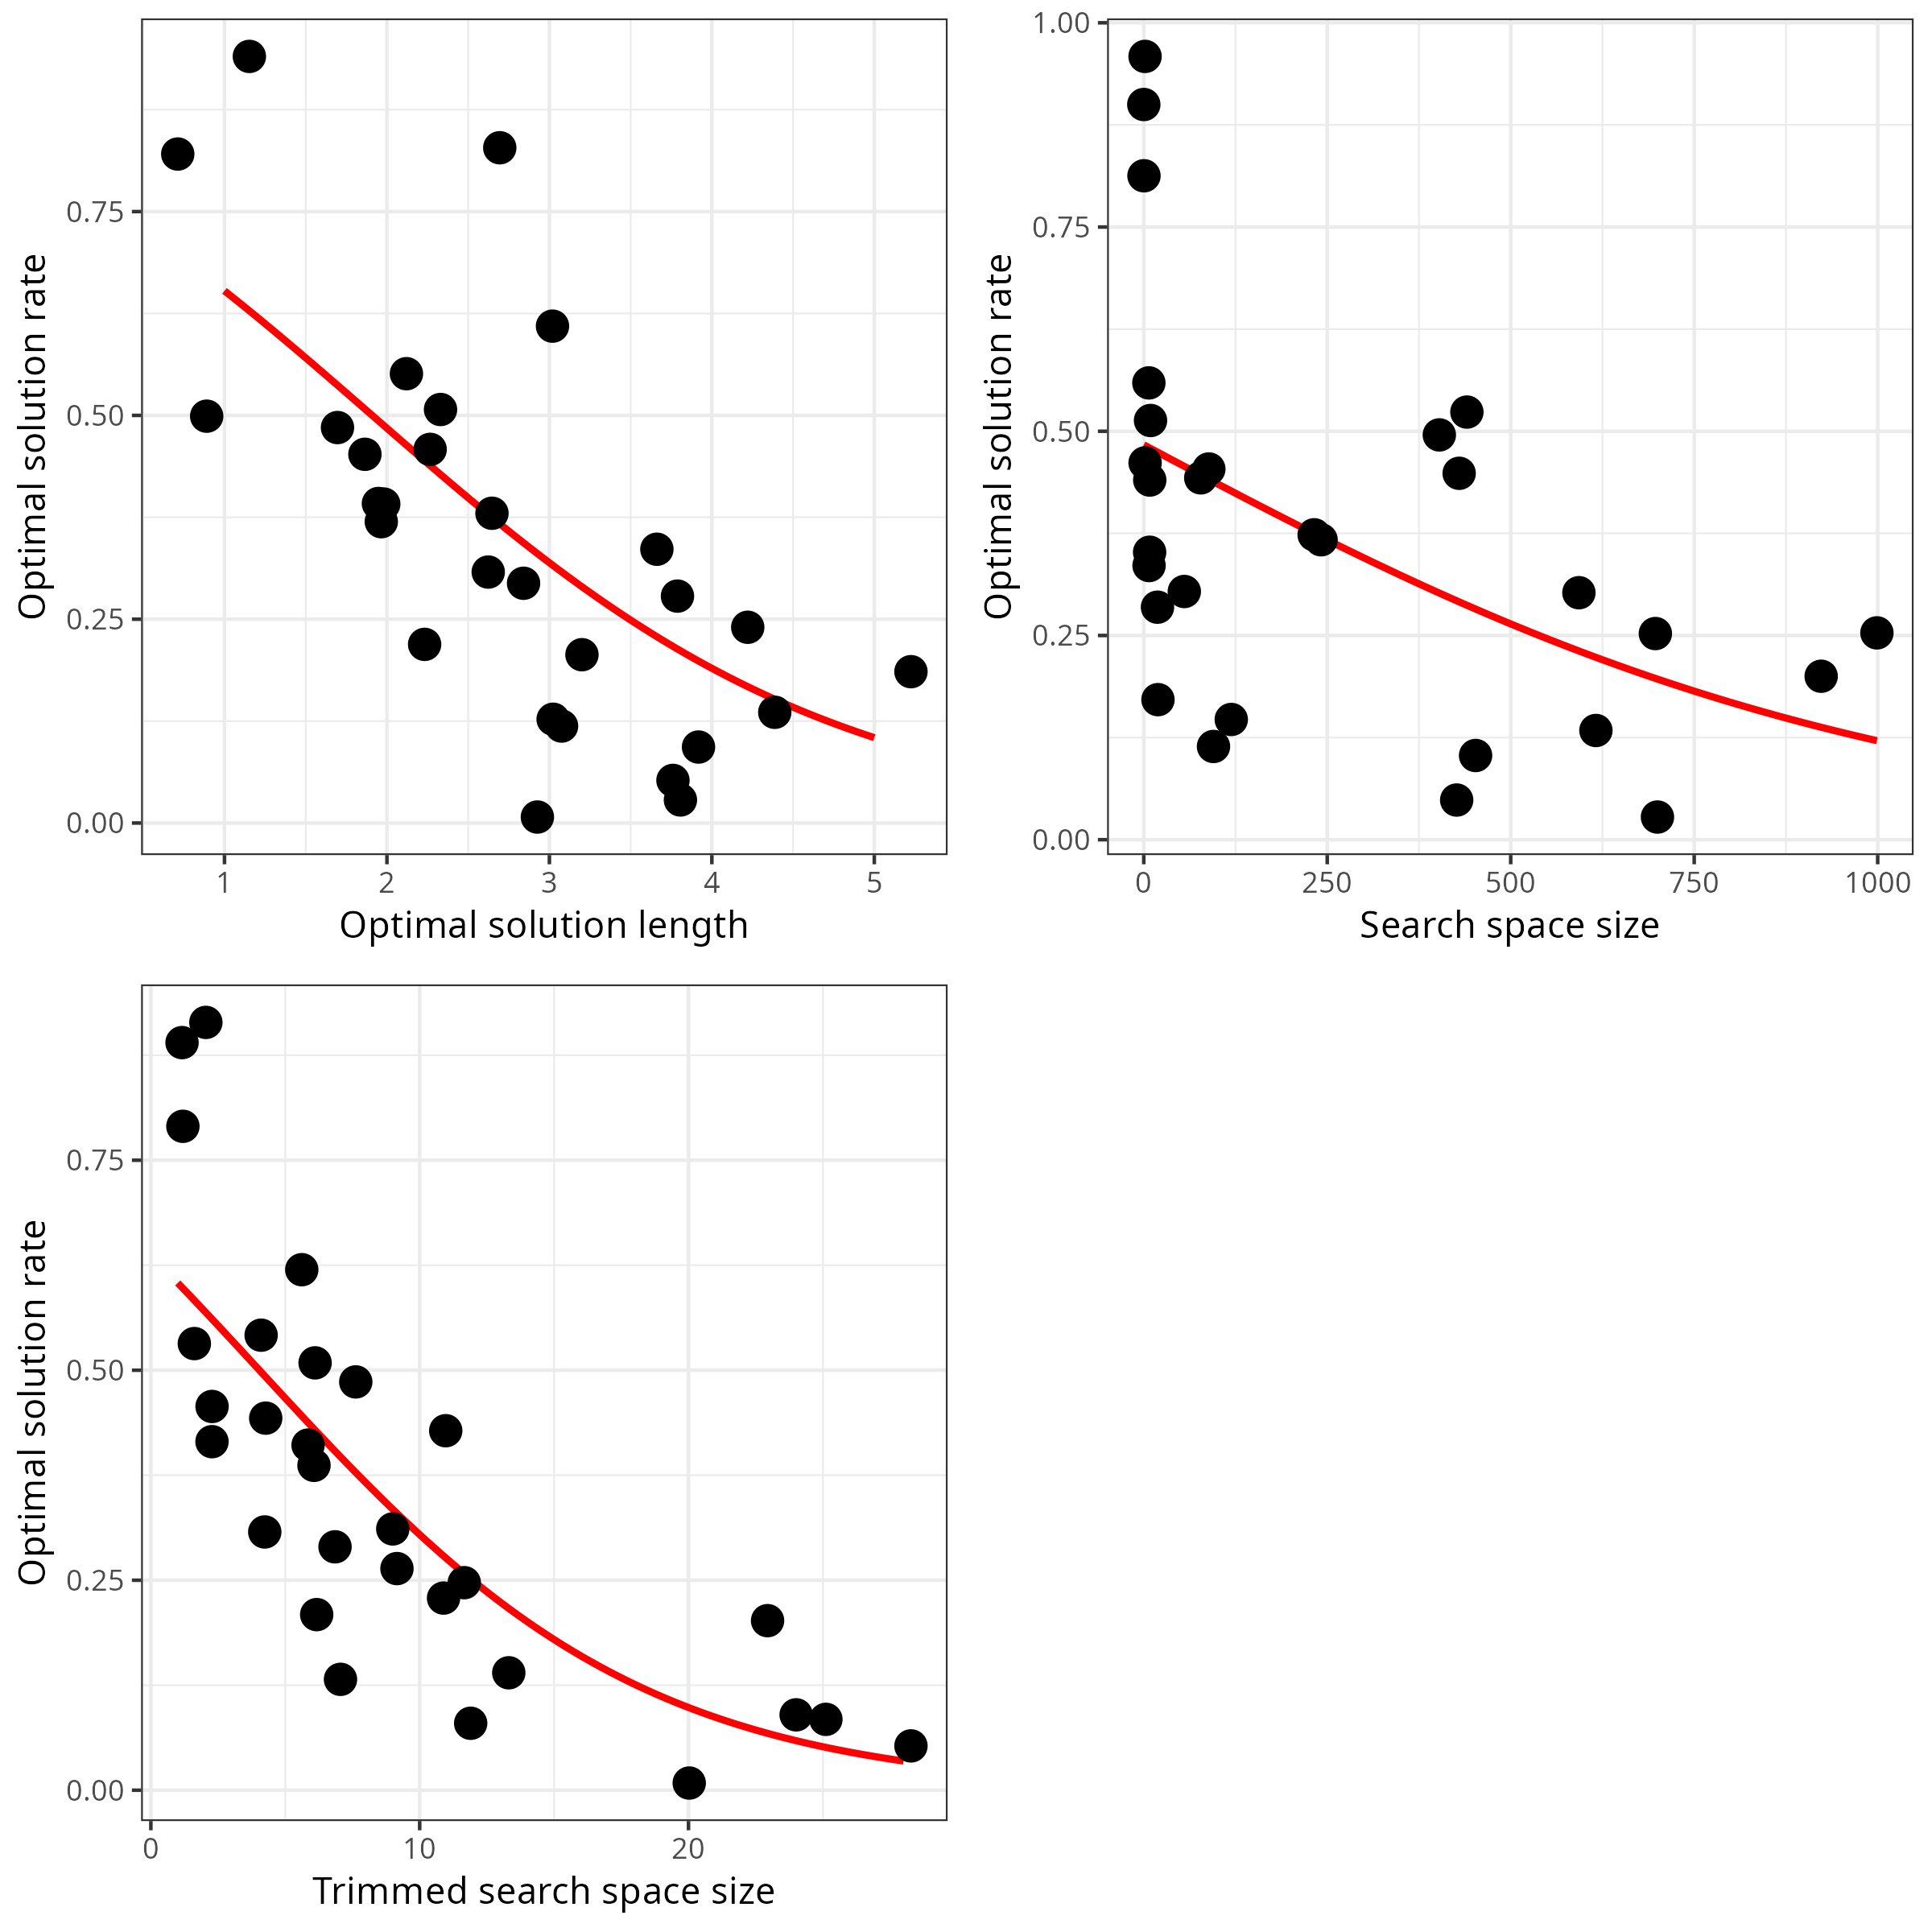 Optimal solution rate
0.75
0.50
0.25
0.00
1 2 3 4 5
Optimal solution length
Optimal solution rate
1.00
0.75
0.50
0.25
0.00
0 250 500 750 1000
Search space size
Optimal solution rate
0.75
0.50
0.25
0.00
0 10 20
Trimmed search space size